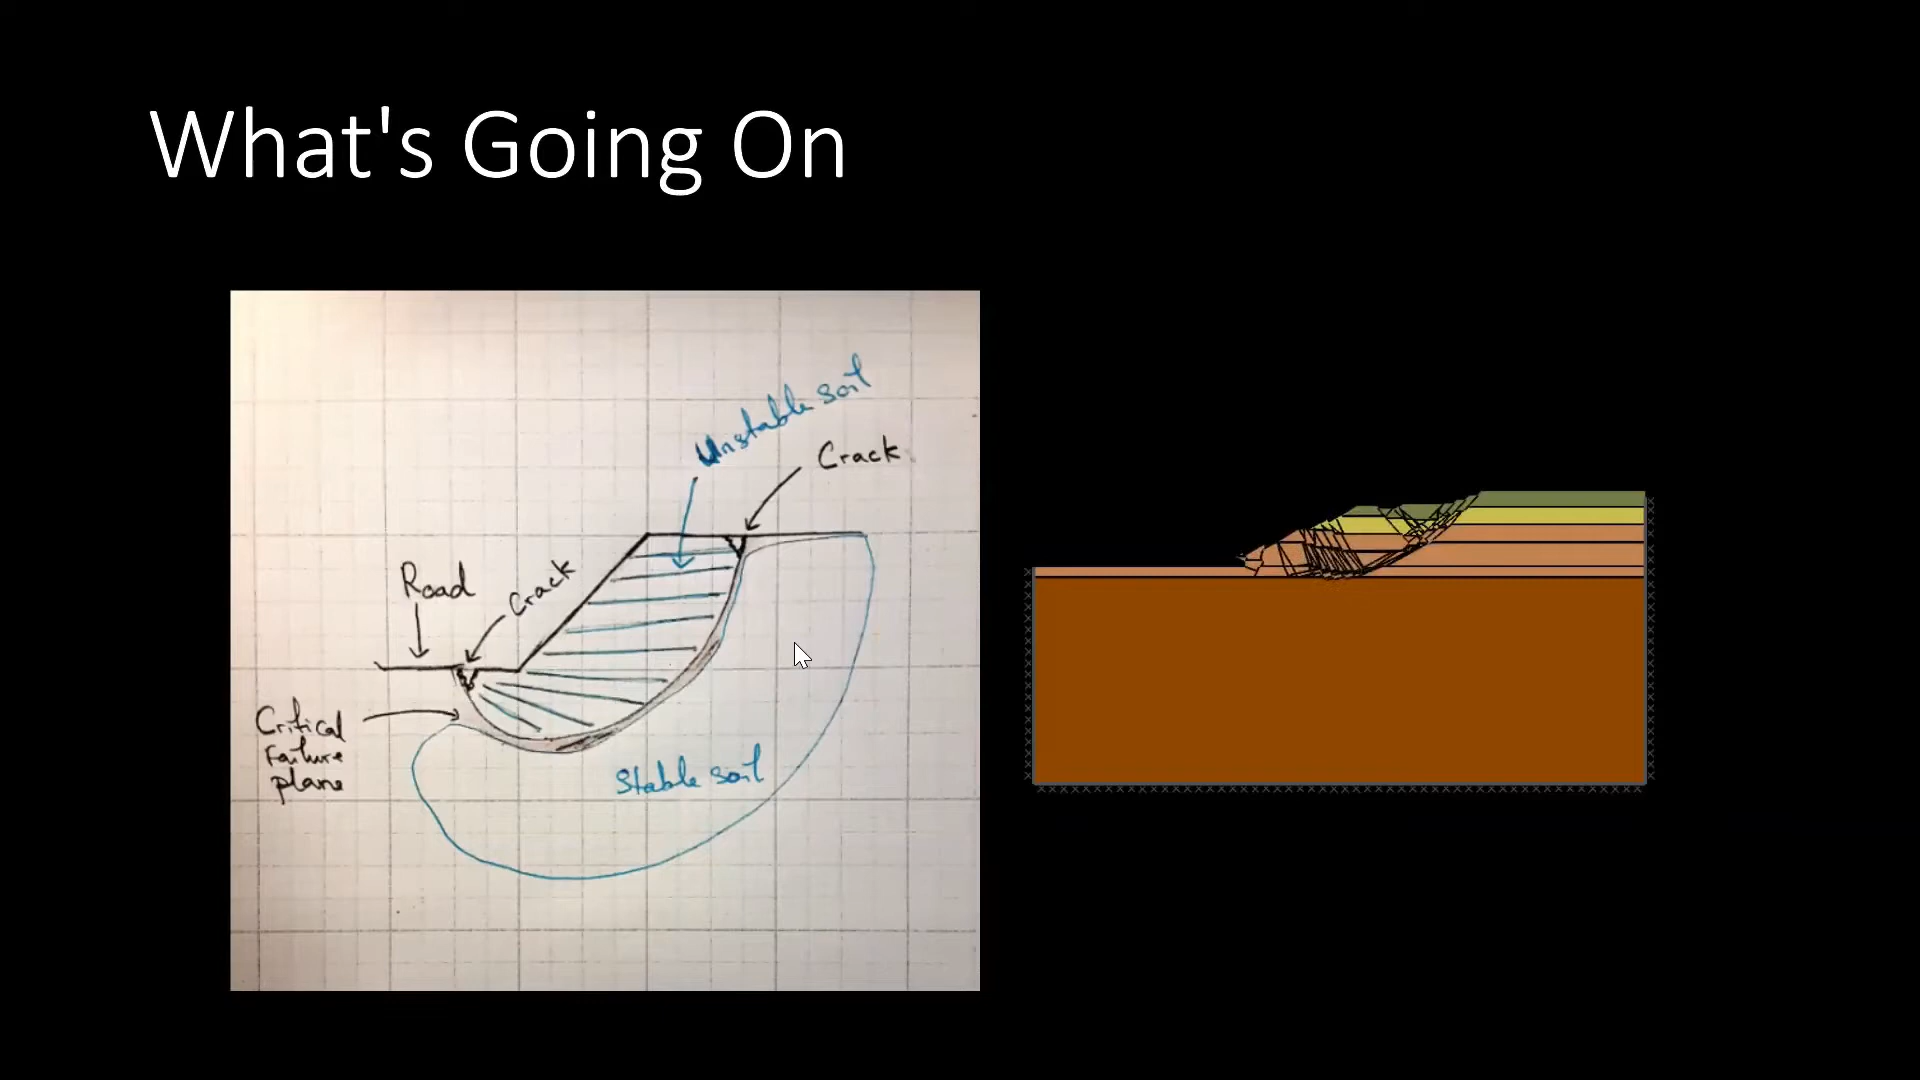 What's Going On
Unstable soil
Crack
Road
Crack
Critical
Failure
plane
Stable soil